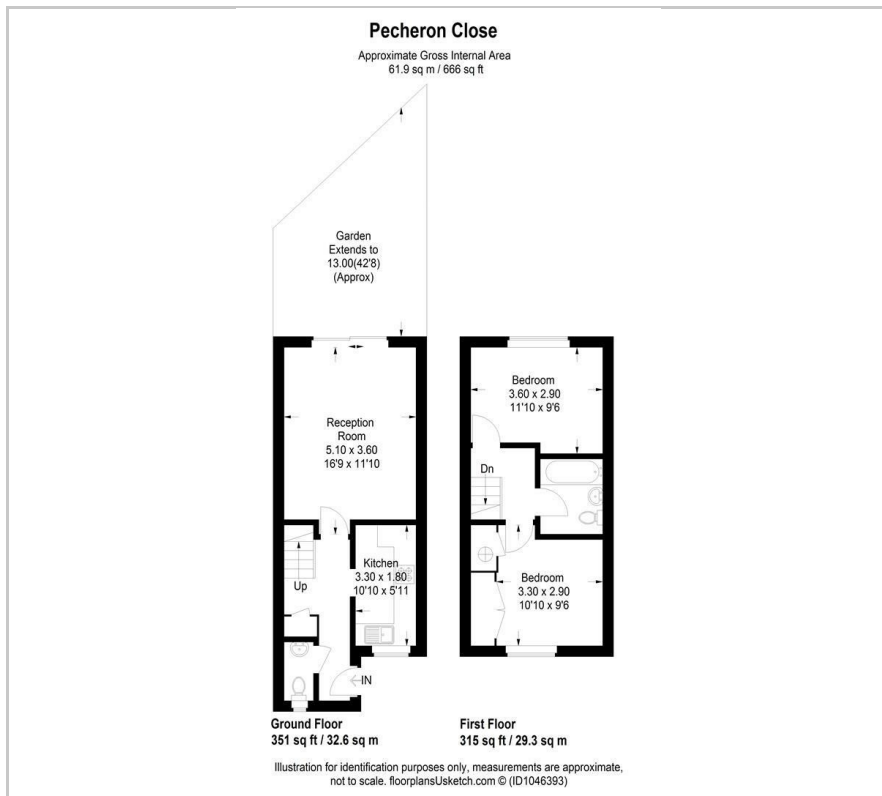 Pecheron Close
Approximate Gross Internal Area
61.9 sq m / 666 sq ft
Garden
Extends to
13.00(42'8)
(Approx)
Reception
Room
5.10 x 3.60
16'9 x 11'10
Kitchen
3.30 x 1.80
10'10 x 5'11
Up
IN
Ground Floor
351 sq ft / 32.6 sq m
Bedroom
3.60 x 2.90
11'10 x 9'6
Dn
Bedroom
3.30 x 2.90
10'10 x 9'6
First Floor
315 sq ft / 29.3 sq m
Illustration for identification purposes only, measurements are approximate,
not to scale. floorplansUsketch.com © (ID1046393)